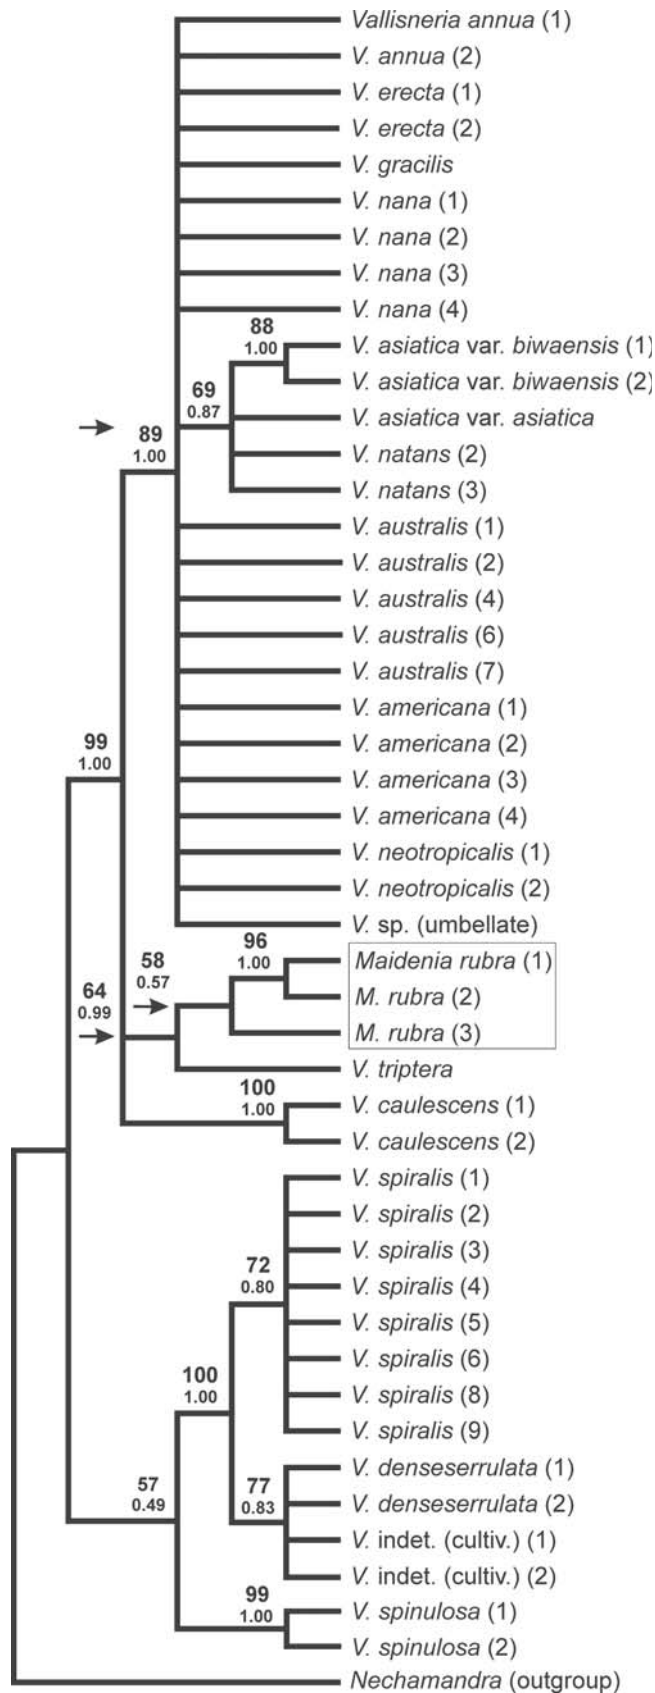 Vallisneria annua (1)
V. annua (2)
V. erecta (1)
V. erecta (2)
V. gracilis
V. nana (1)
V. nana (2)
V. nana (3)
V. nana (4)
88
1.00
V. asiatica var. biwaensis (1)
V. asiatica var. biwaensis (2)
69
0.87
V. asiatica var. asiatica
89
1.00
V. natans (2)
V. natans (3)
V. australis (1)
V. australis (2)
V. australis (4)
V. australis (6)
V. australis (7)
V. americana (1)
99
1.00
V. americana (2)
V. americana (3)
V. americana (4)
V. neotropicalis (1)
V. neotropicalis (2)
V. sp. (umbellate)
96
1.00
58
0.57
Maidenia rubra (1)
64
0.99
M. rubra (2)
M. rubra (3)
V. triptera
100
1.00
V. caulescens (1)
V. caulescens (2)
V. spiralis (1)
V. spiralis (2)
V. spiralis (3)
72
0.80
V. spiralis (4)
V. spiralis (5)
V. spiralis (6)
100
1.00
V. spiralis (8)
V. spiralis (9)
V. denseserrulata (1)
57
0.49
77
0.83
V. denseserrulata (2)
V. indet. (cultiv.) (1)
V. indet. (cultiv.) (2)
99
1.00
V. spinulosa (1)
V. spinulosa (2)
Nechamandra (outgroup)